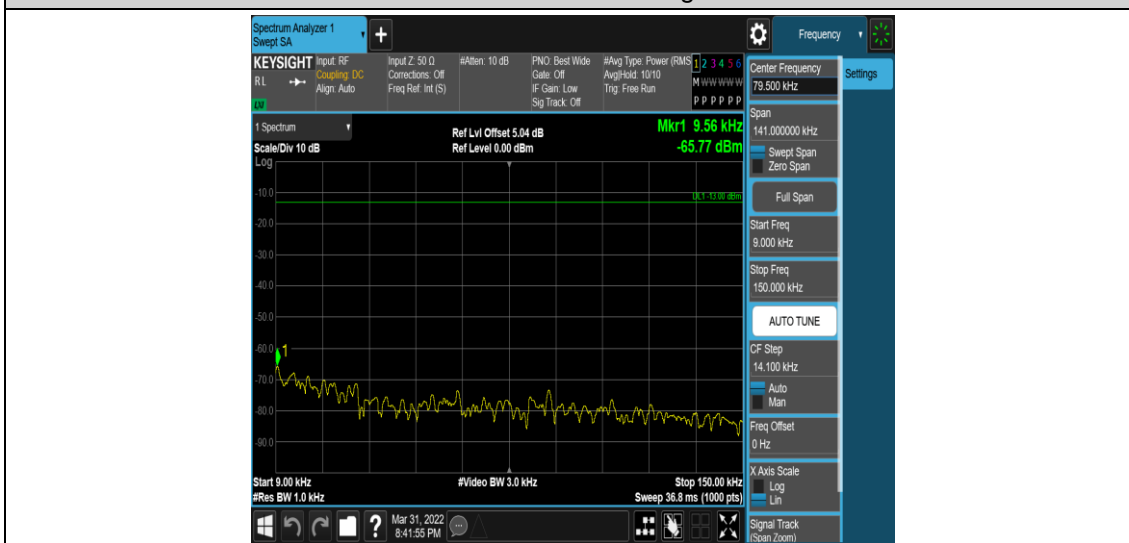 Spectrum Analyzer 1
Swept SA
+
Frequency
KEYSIGHT
RL
LXI
Input: RF
Coupling: DC
Align: Auto
Input Z: 50 Ω
Corrections: Off
Freq Ref: Int (S)
#Atten: 10 dB
PNO: Best Wide
Gate: Off
IF Gain: Low
Sig Track: Off
#Avg Type: Power (RMS
Avg|Hold: 10/10
Trig: Free Run
1 2 3 4 5 6
M W W W W W
P P P P P P
Center Frequency
79.500 kHz
Settings
Span
141.000000 kHz
Swept Span
Zero Span
Full Span
Start Freq
9.000 kHz
Stop Freq
150.000 kHz
AUTO TUNE
CF Step
14.100 kHz
Auto
Man
Freq Offset
0 Hz
X Axis Scale
Log
Lin
Signal Track
(Span Zoom)
1 Spectrum
Scale/Div 10 dB
Log
Ref Lvl Offset 5.04 dB
Ref Level 0.00 dBm
Mkr1 9.56 kHz
-65.77 dBm
DL1 -13.00 dBm
-10.0
-20.0
-30.0
-40.0
-50.0
-60.0
1
-70.0
-80.0
-90.0
Start 9.00 kHz
#Res BW 1.0 kHz
#Video BW 3.0 kHz
Stop 150.00 kHz
Sweep 36.8 ms (1000 pts)
?
Mar 31, 2022
8:41:55 PM